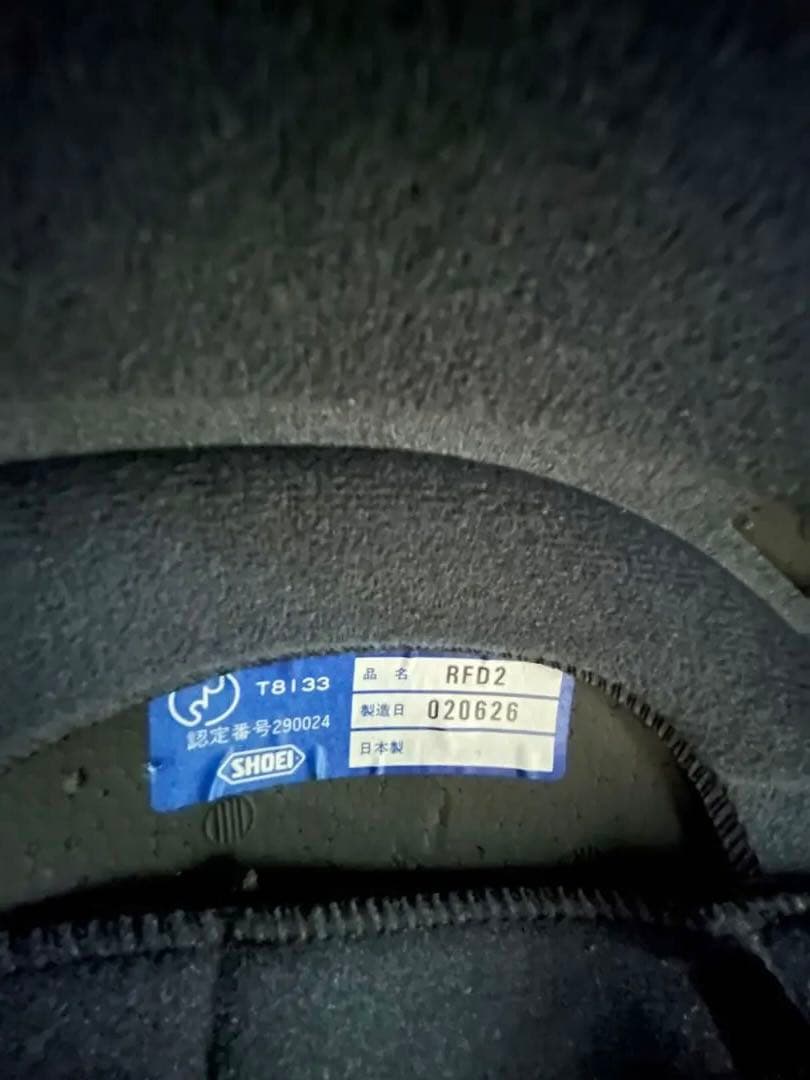 T8133
認定番号290024
SHOEI
品名 RFD2
製造日 020626
日本製